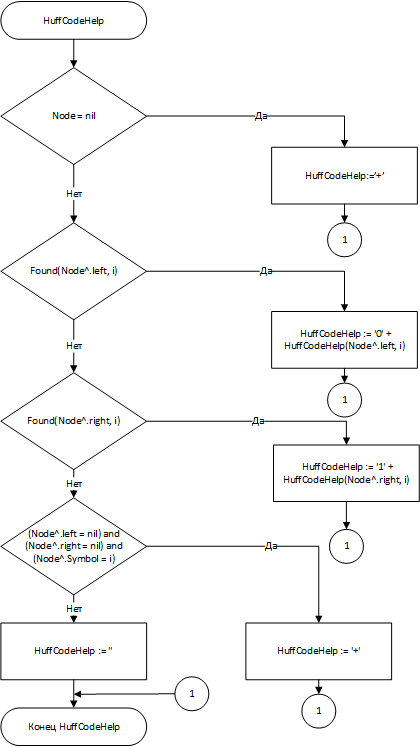 HuffCodeHelp
Node = nil
Да
HuffCodeHelp:='+'
Нет
1
Found(Node^.left, i)
Да
HuffCodeHelp := '0' +
HuffCodeHelp(Node^.left, i)
Нет
1
Found(Node^.right, i)
Да
HuffCodeHelp := '1' +
HuffCodeHelp(Node^.right, i)
Нет
1
(Node^.left = nil) and
(Node^.right = nil) and
(Node^.Symbol = i)
Да
Нет
HuffCodeHelp := ''
HuffCodeHelp := '+'
1
1
Конец HuffCodeHelp